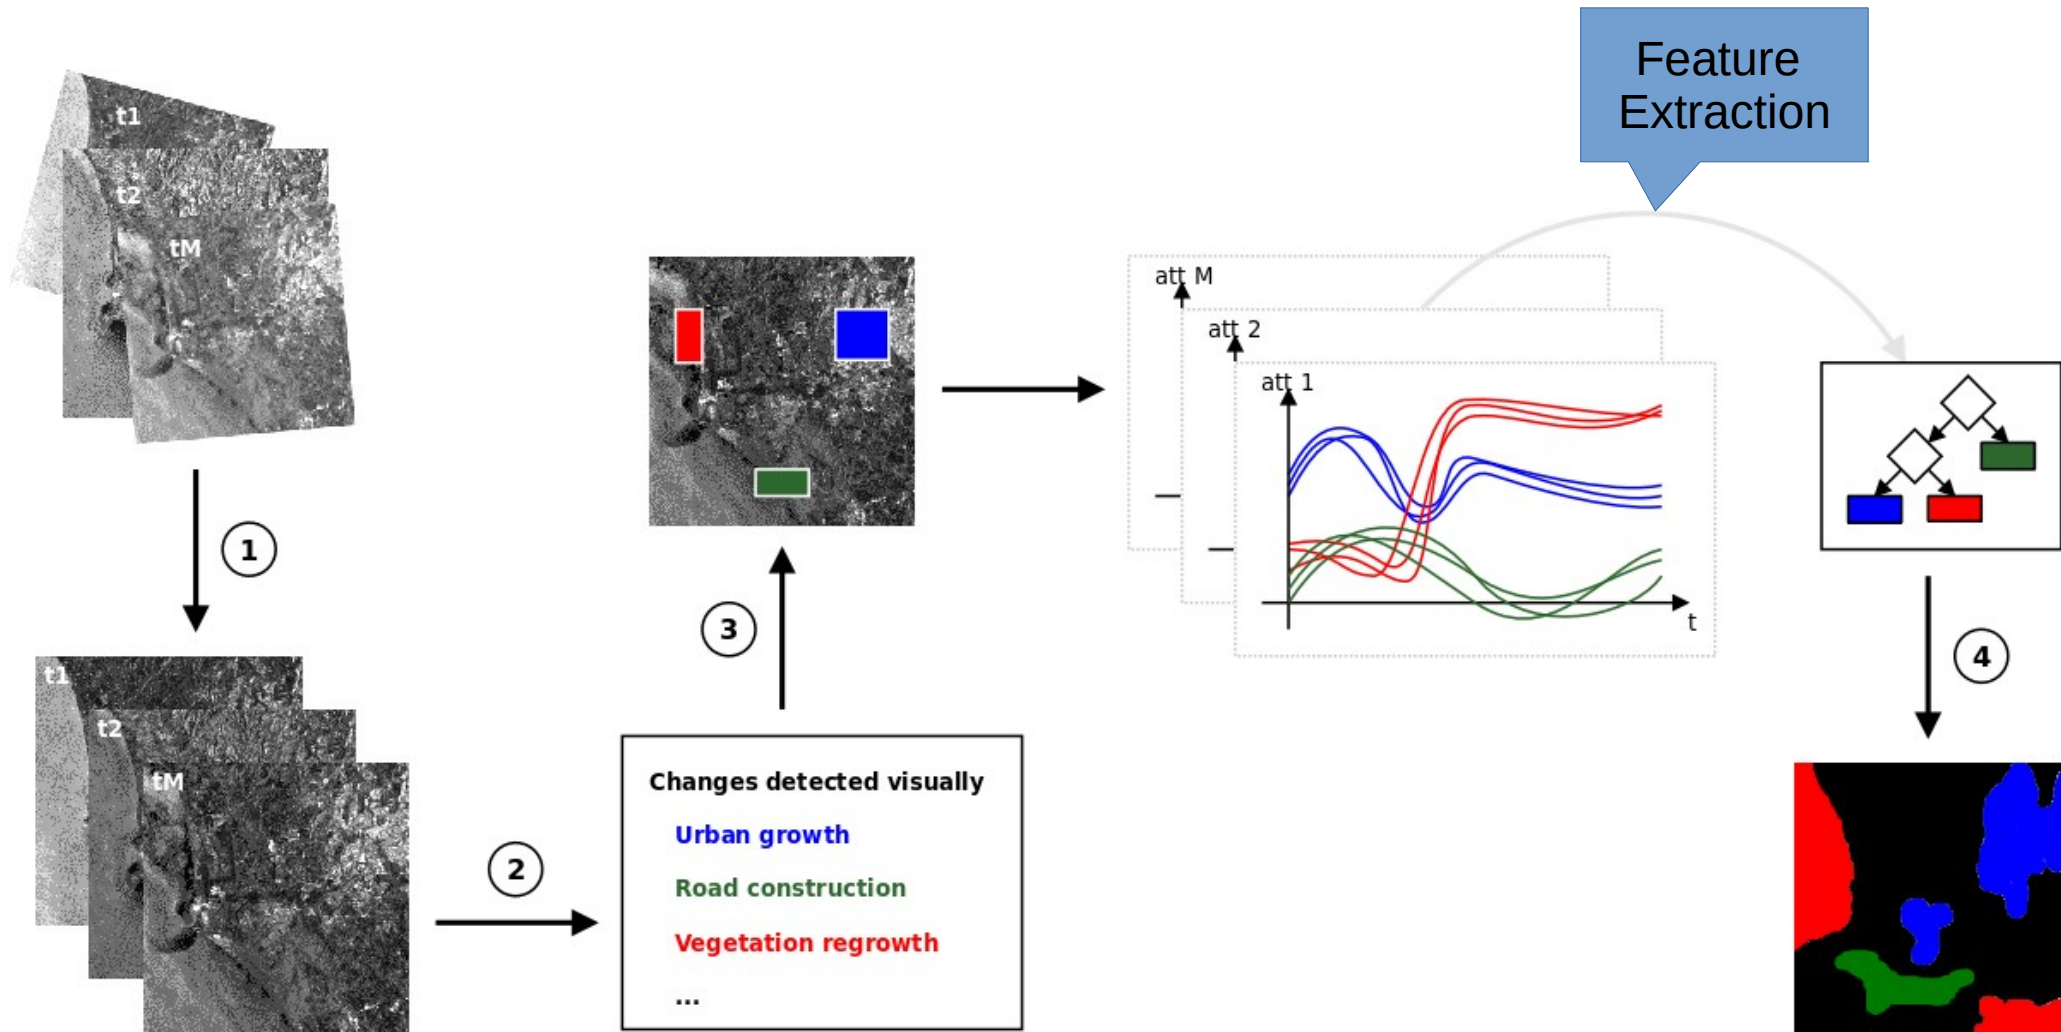 Feature
Extraction
t1
t2
tM
1
t1
t2
tM
2
Changes detected visually
Urban growth
Road construction
Vegetation regrowth
...
3
att M
att 2
att 1
t
4